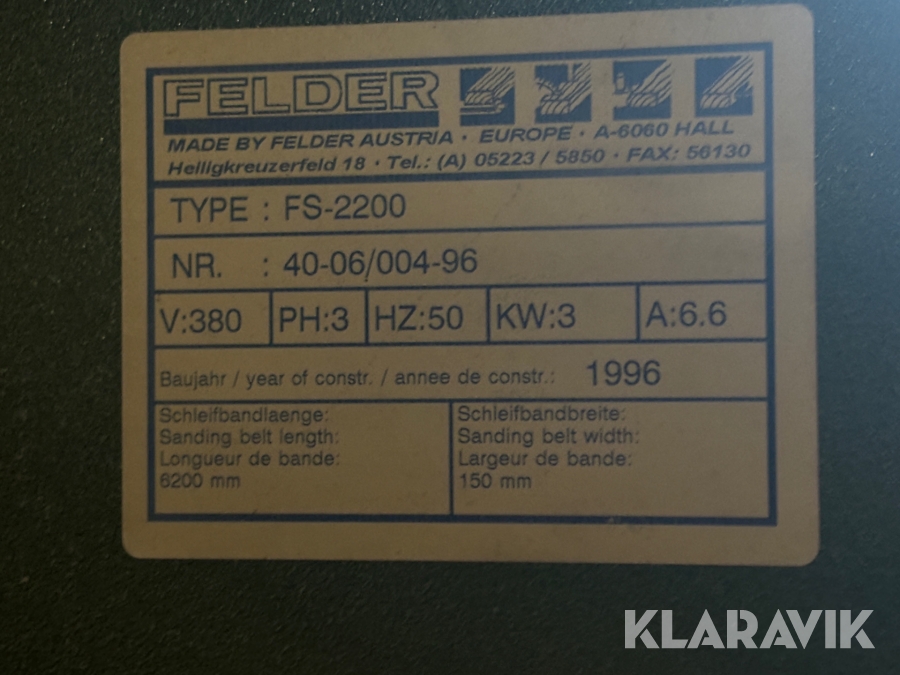 FELDER
MADE BY FELDER AUSTRIA · EUROPE · A-6060 HALL
Heiligkreuzerfeld 18 · Tel.: (A) 05223 / 5850 · FAX: 56130
TYPE : FS-2200
NR. : 40-06/004-96
V:380 PH:3 HZ:50 KW:3 A:6.6
Baujahr / year of constr. / annee de constr.: 1996
Schleifbandlaenge:
Sanding belt length:
Longueur de bande:
6200 mm
Schleifbandbreite:
Sanding belt width:
Largeur de bande:
150 mm
KLARAVIK